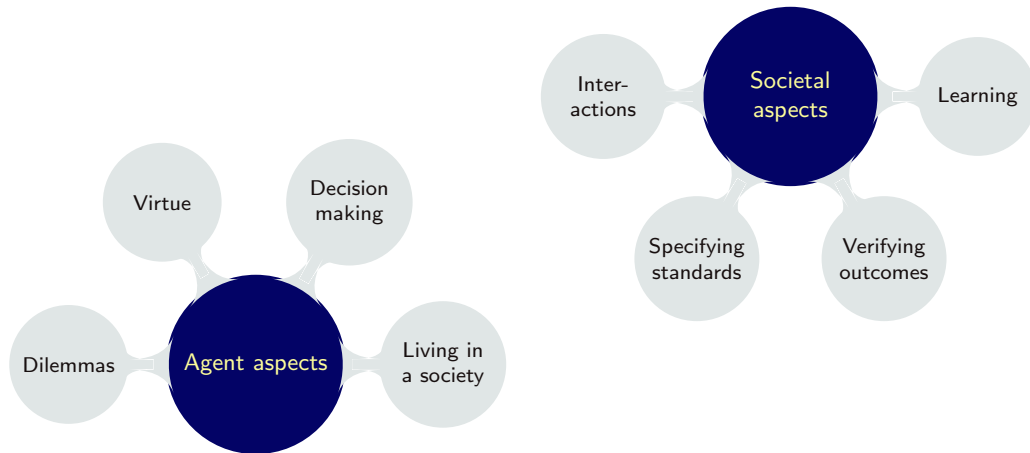 Societal
aspects
Inter-
actions
Learning
Specifying
standards
Verifying
outcomes
Virtue
Decision
making
Dilemmas
Agent aspects
Living in
a society